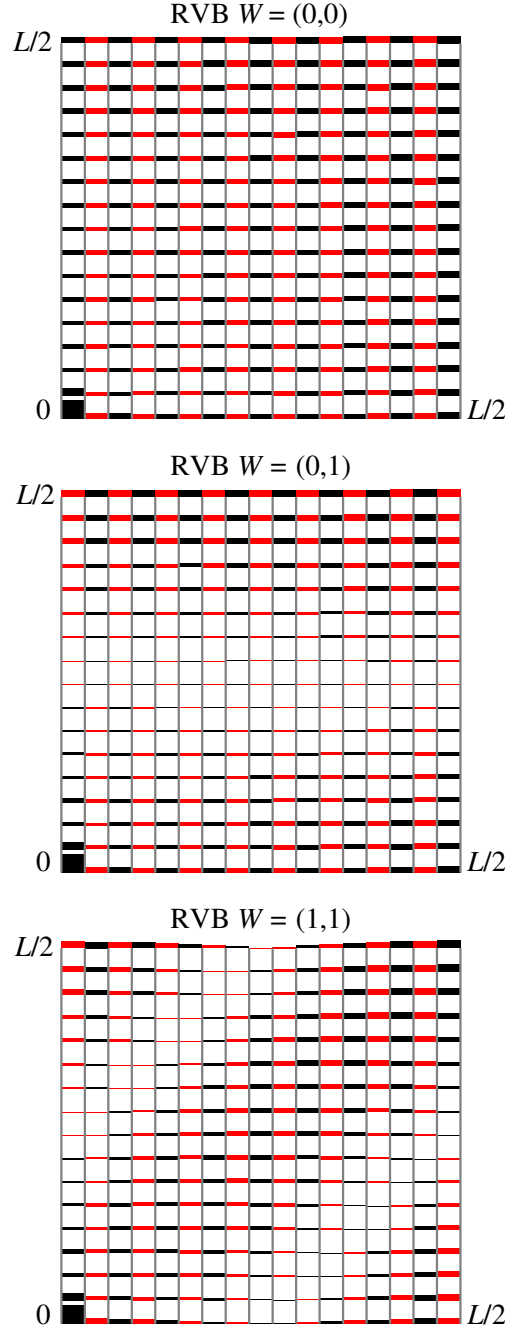 RVB W = (0,0)
L/2
0 L/2
RVB W = (0,1)
L/2
0 L/2
RVB W = (1,1)
L/2
0 L/2